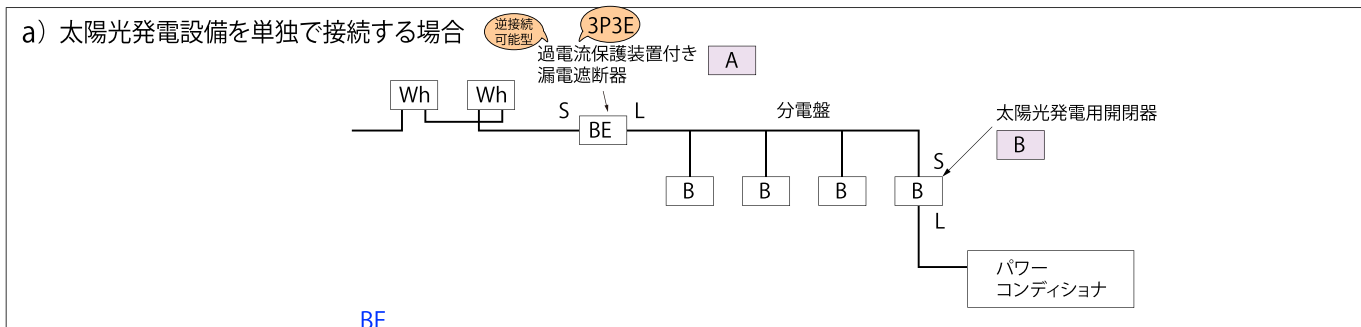 a）太陽光発電設備を単独で接続する場合
逆接続
可能型
3P3E
過電流保護装置付き
漏電遮断器
A
Wh
Wh
S
BE
L
分電盤
太陽光発電用開閉器
B
S
B
B
B
B
L
パワー
コンディショナ
BE